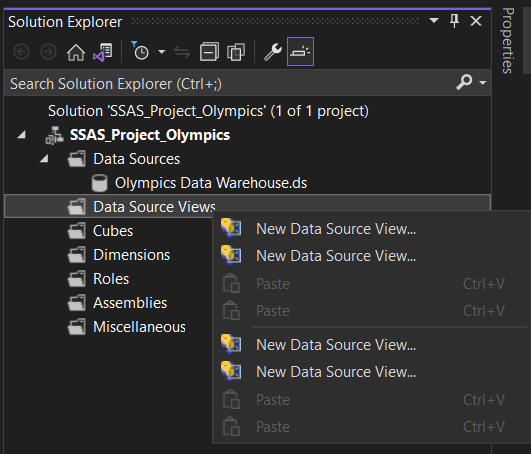 Solution Explorer
Properties
Search Solution Explorer (Ctrl+;)
Solution 'SSAS_Project_Olympics' (1 of 1 project)
SSAS_Project_Olympics
Data Sources
Olympics Data Warehouse.ds
Data Source Views
Cubes
Dimensions
Roles
Assemblies
Miscellaneous
New Data Source View...
New Data Source View...
Paste Ctrl+V
Paste Ctrl+V
New Data Source View...
New Data Source View...
Paste Ctrl+V
Paste Ctrl+V